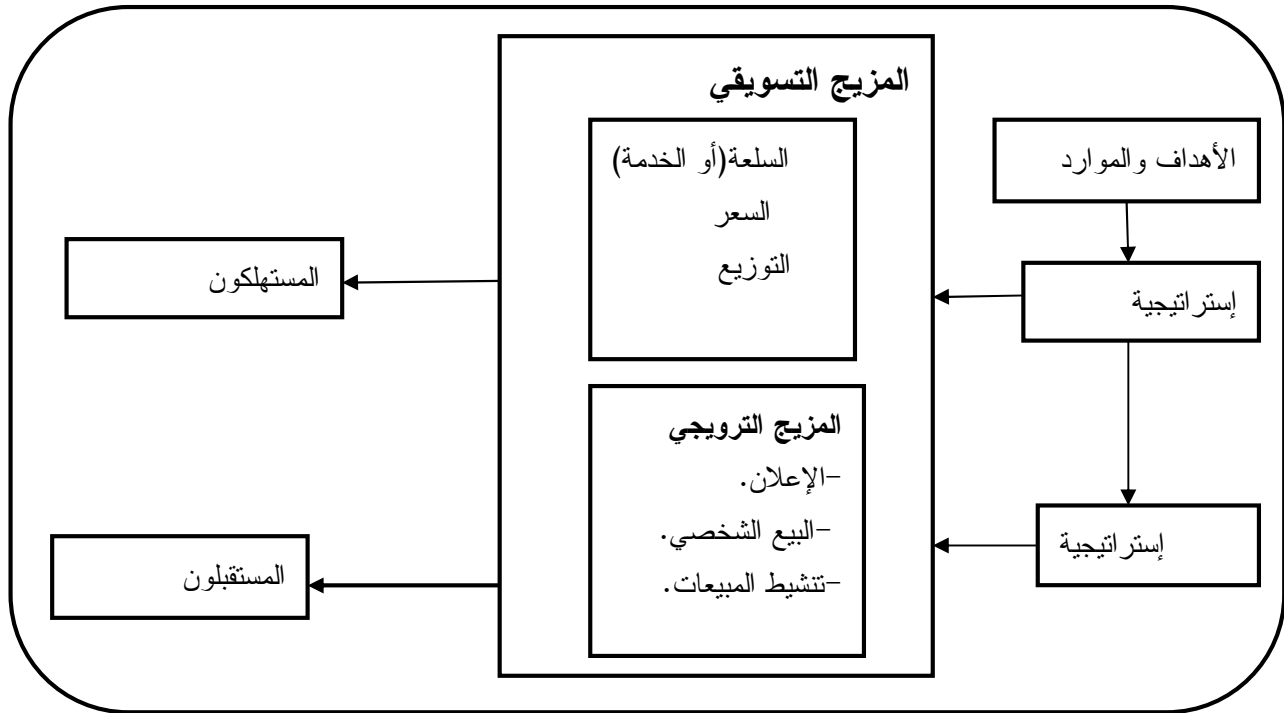 المزيج التسويقي
الأهداف والموارد
إستراتيجية
إستراتيجية
السلعة(أو الخدمة)
السعر
التوزيع
المزيج الترويجي
-الإعلان.
-البيع الشخصي.
-تنشيط المبيعات.
المستهلكون
المستقبلون